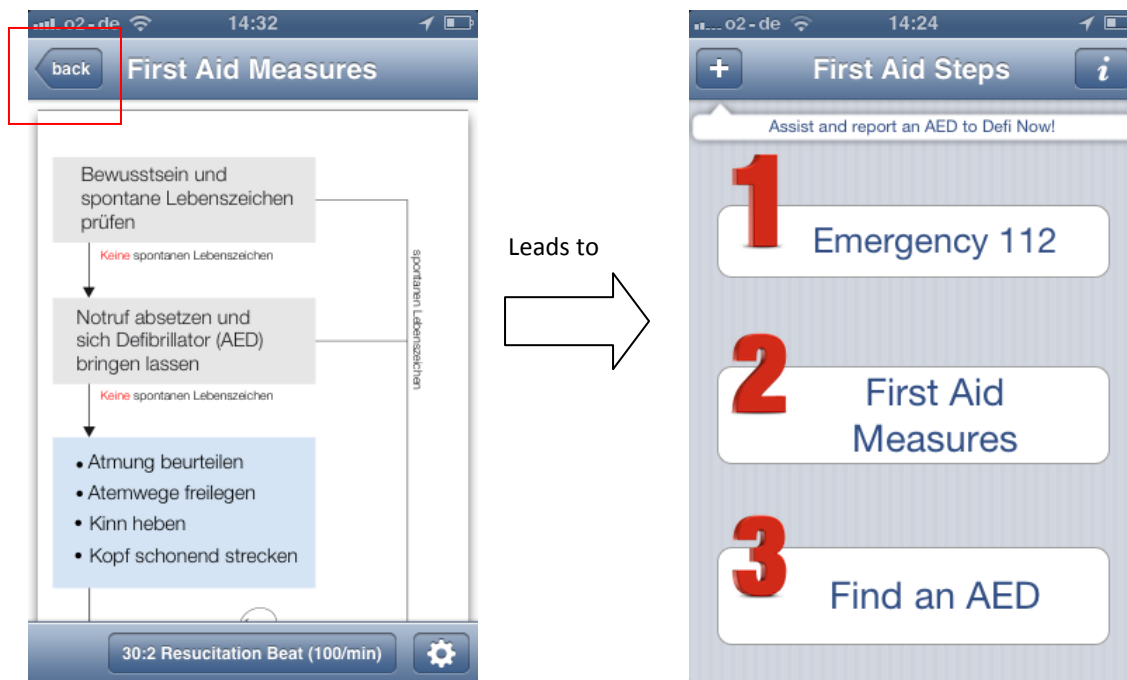 o2-de 14:32
back First Aid Measures
Bewusstsein und
spontane Lebenszeichen
prüfen
Keine spontanen Lebenszeichen
spontanen Lebenszeichen
Notruf absetzen und
sich Defibrillator (AED)
bringen lassen
Keine spontanen Lebenszeichen
• Atmung beurteilen
• Atemwege freilegen
• Kinn heben
• Kopf schonend strecken
30:2 Resucitation Beat (100/min)
Leads to
o2-de 14:24
+ First Aid Steps i
Assist and report an AED to Defi Now!
1
Emergency 112
2
First Aid
Measures
3
Find an AED